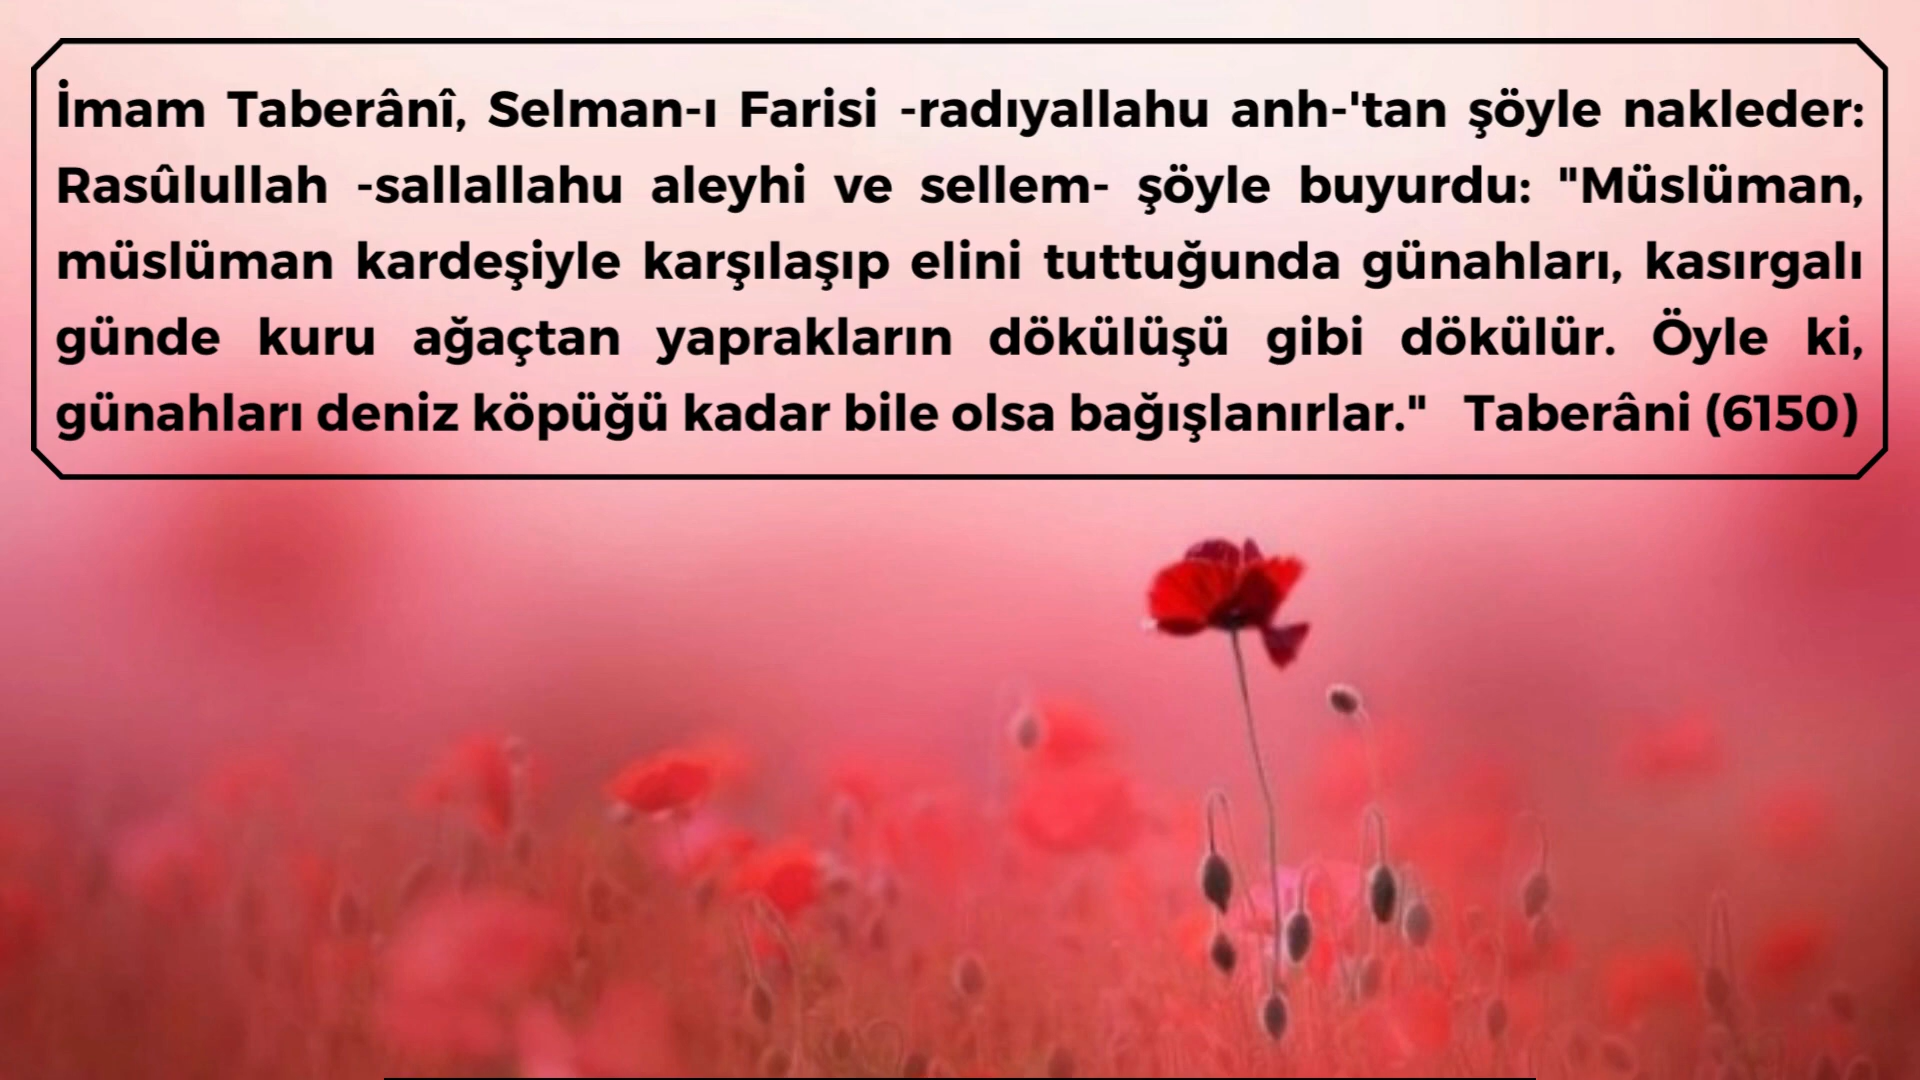 İmam Taberânî, Selman-ı Farisi -radıyallahu anh-'tan şöyle nakleder:
Rasûlullah -sallallahu aleyhi ve sellem- şöyle buyurdu: "Müslüman,
müslüman kardeşiyle karşılaşıp elini tuttuğunda günahları, kasırgalı
günde kuru ağaçtan yaprakların dökülüşü gibi dökülür. Öyle ki,
günahları deniz köpüğü kadar bile olsa bağışlanırlar." Taberâni (6150)